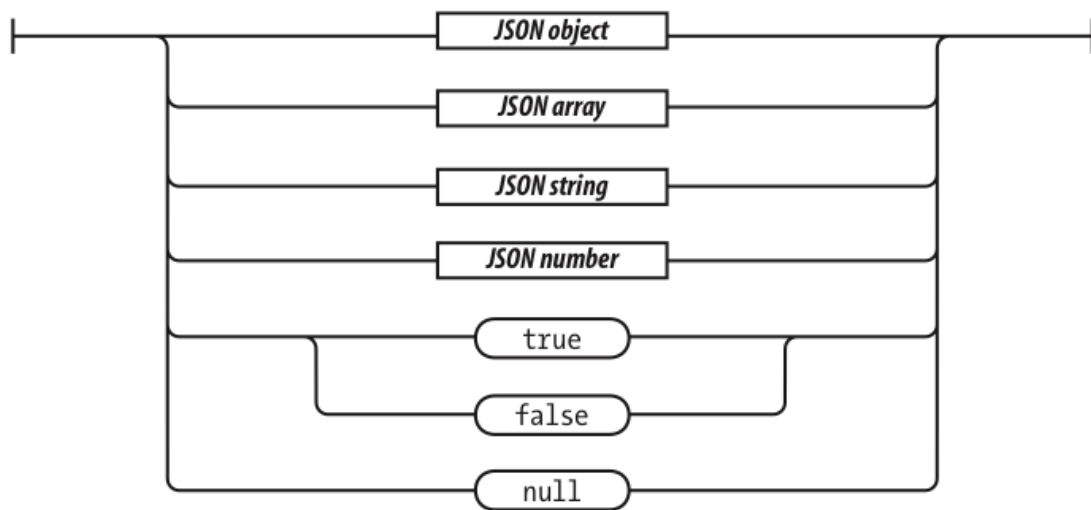 JSON object
JSON array
JSON string
JSON number
true
false
null